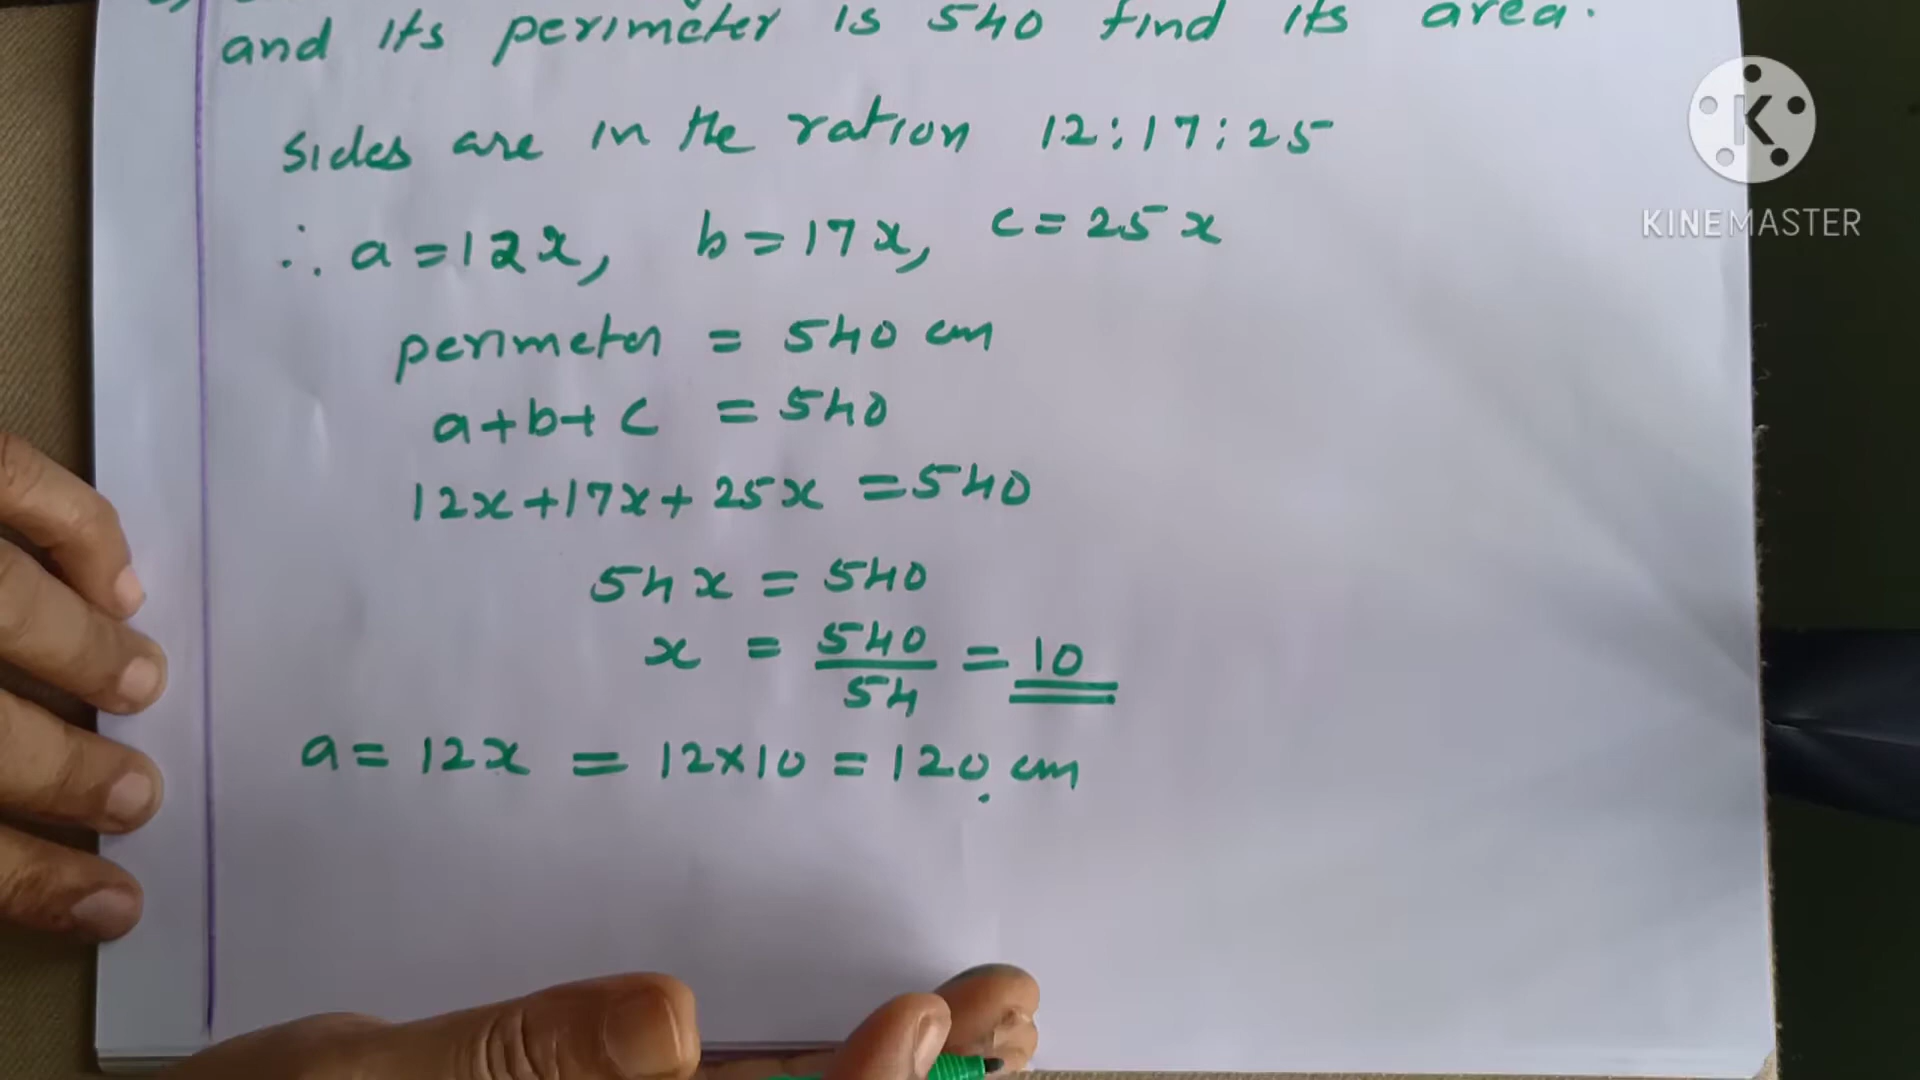 and its perimeter is 540 find its area.
sides are in the ration 12:17:25
∴ a=12x, b=17x, c=25x
perimeter = 540 cm
a+b+c = 540
12x+17x+25x =540
54x = 540
x = 540/54 = 10
a= 12x = 12×10 = 120 cm
K
KINEMASTER